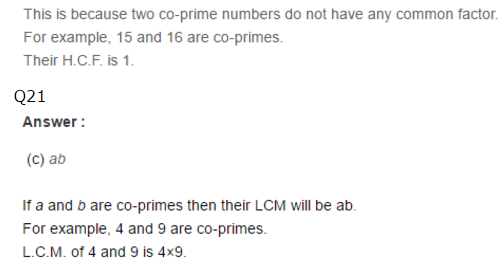 This is because two co-prime numbers do not have any common factor.
For example, 15 and 16 are co-primes.
Their H.C.F. is 1.
Q21
Answer :
(c) ab
If a and b are co-primes then their LCM will be ab.
For example, 4 and 9 are co-primes.
L.C.M. of 4 and 9 is 4×9.